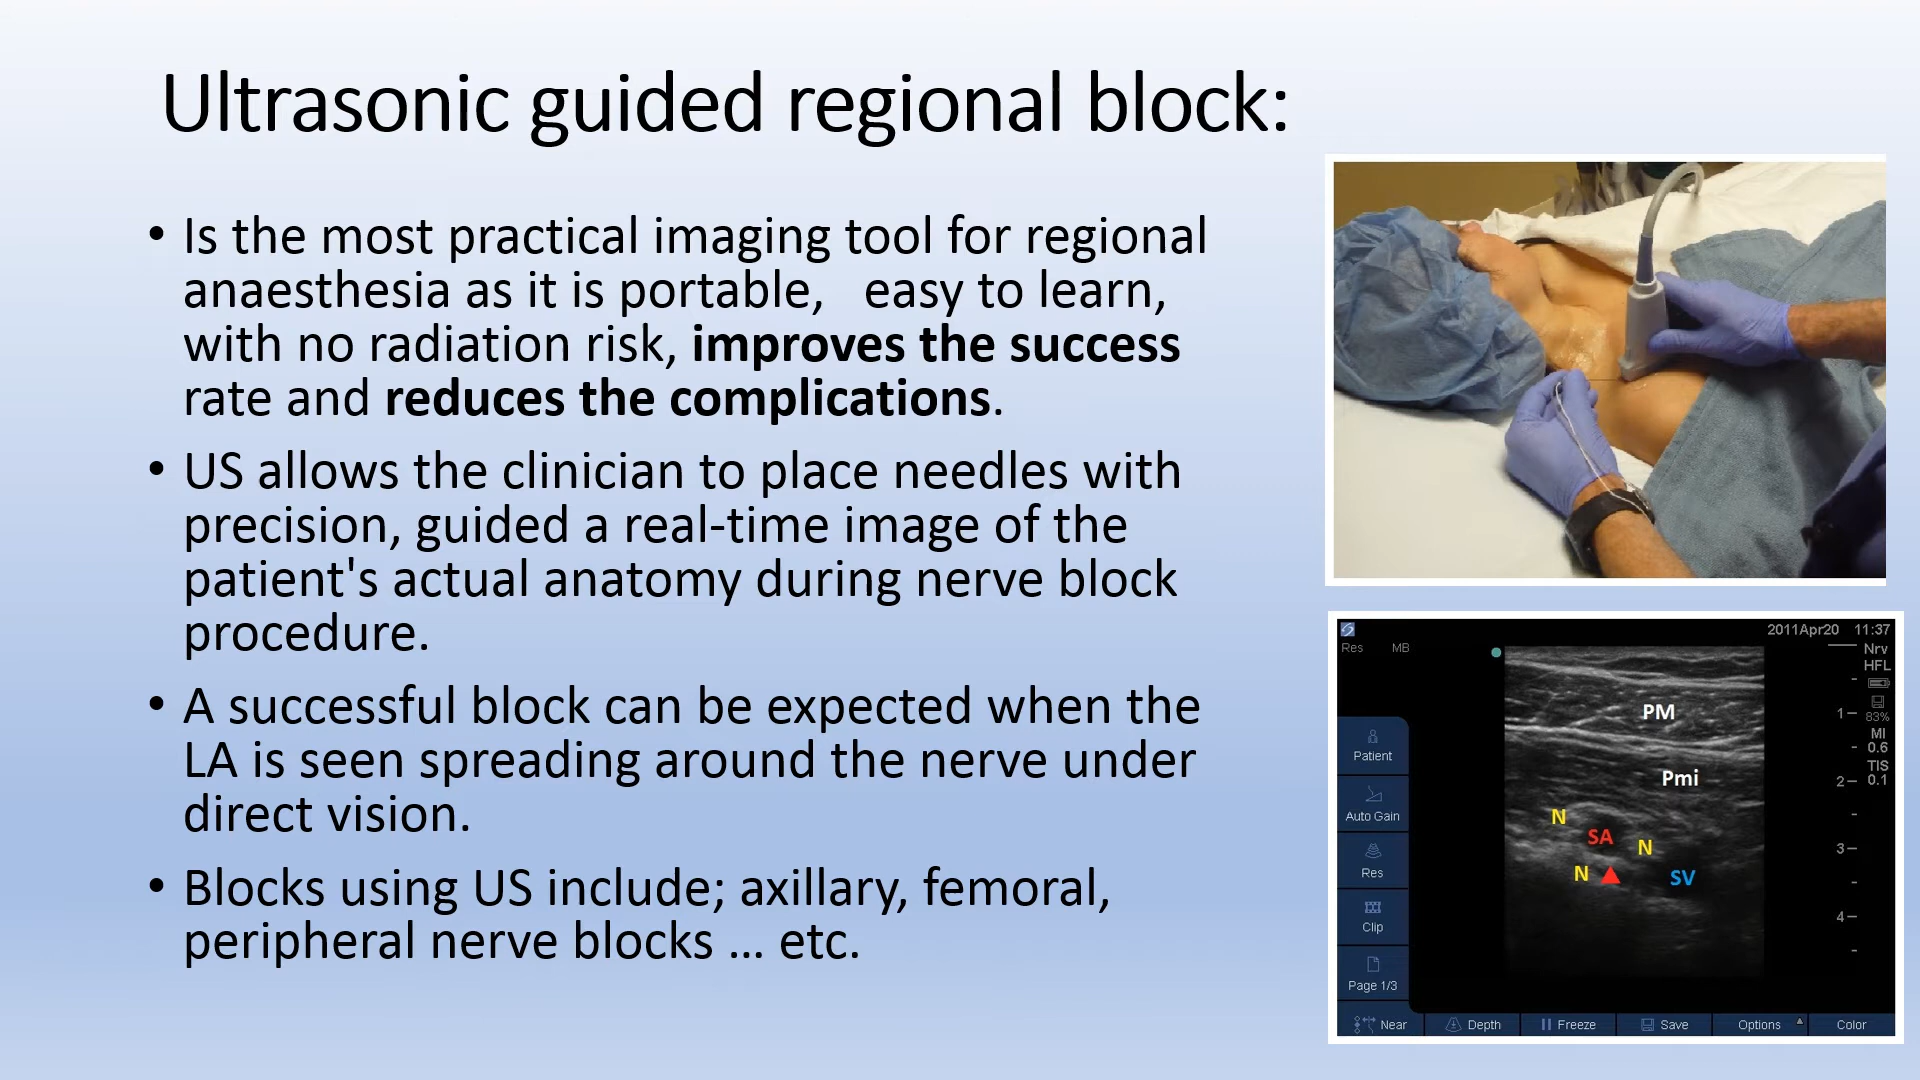 Ultrasonic guided regional block:
• Is the most practical imaging tool for regional
anaesthesia as it is portable,   easy to learn,
with no radiation risk, improves the success
rate and reduces the complications.
• US allows the clinician to place needles with
precision, guided a real-time image of the
patient's actual anatomy during nerve block
procedure.
• A successful block can be expected when the
LA is seen spreading around the nerve under
direct vision.
• Blocks using US include; axillary, femoral,
peripheral nerve blocks … etc.
2011Apr20 11:37
Res MB
Nrv
HFL
83%
MI
0.6
TIS
0.1
PM
Pmi
N
SA
N
N
SV
1
2
3
4
Patient
Auto Gain
Res
Clip
Page 1/3
Near Depth Freeze Save Options Color